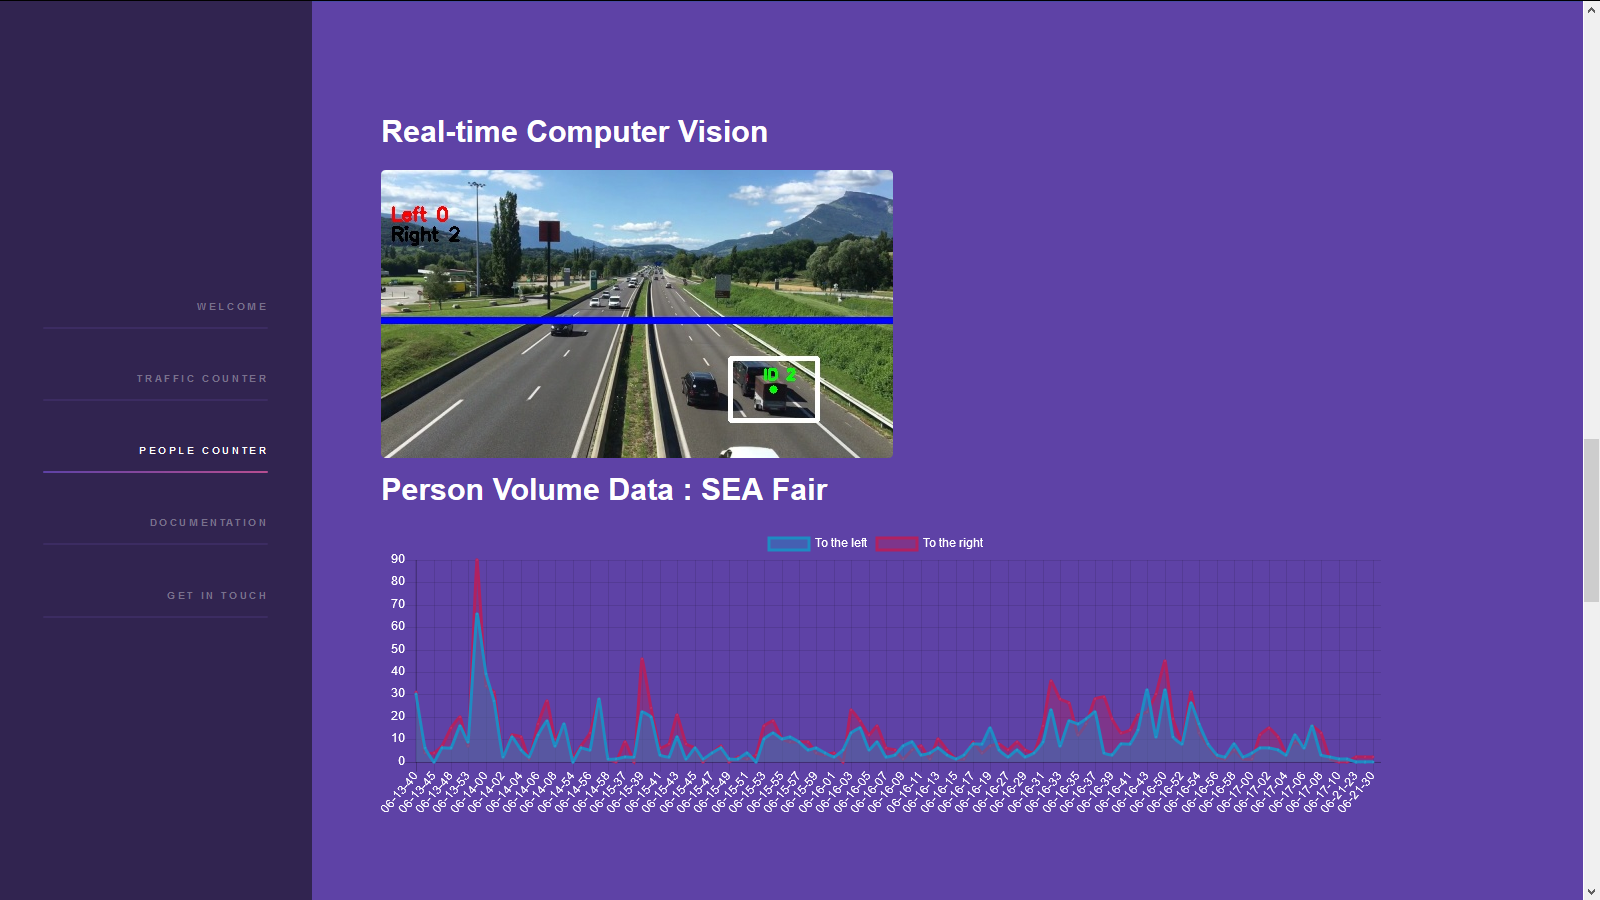 WELCOME
TRAFFIC COUNTER
PEOPLE COUNTER
DOCUMENTATION
GET IN TOUCH
Real-time Computer Vision
Left 0
Right 2
ID 2
Person Volume Data : SEA Fair
To the left To the right
90
80
70
60
50
40
30
20
10
0
06-13-40 06-13-45 06-13-48 06-13-53 06-14-00 06-14-02 06-14-04 06-14-06 06-14-08 06-14-54 06-14-56 06-14-58 06-15-37 06-15-39 06-15-41 06-15-43 06-15-45 06-15-47 06-15-49 06-15-51 06-15-53 06-15-55 06-15-57 06-15-59 06-16-01 06-16-03 06-16-05 06-16-07 06-16-09 06-16-11 06-16-13 06-16-15 06-16-17 06-16-19 06-16-27 06-16-29 06-16-31 06-16-33 06-16-35 06-16-37 06-16-39 06-16-41 06-16-43 06-16-50 06-16-52 06-16-54 06-16-56 06-16-58 06-17-00 06-17-02 06-17-04 06-17-06 06-17-08 06-17-10 06-21-23 06-21-30